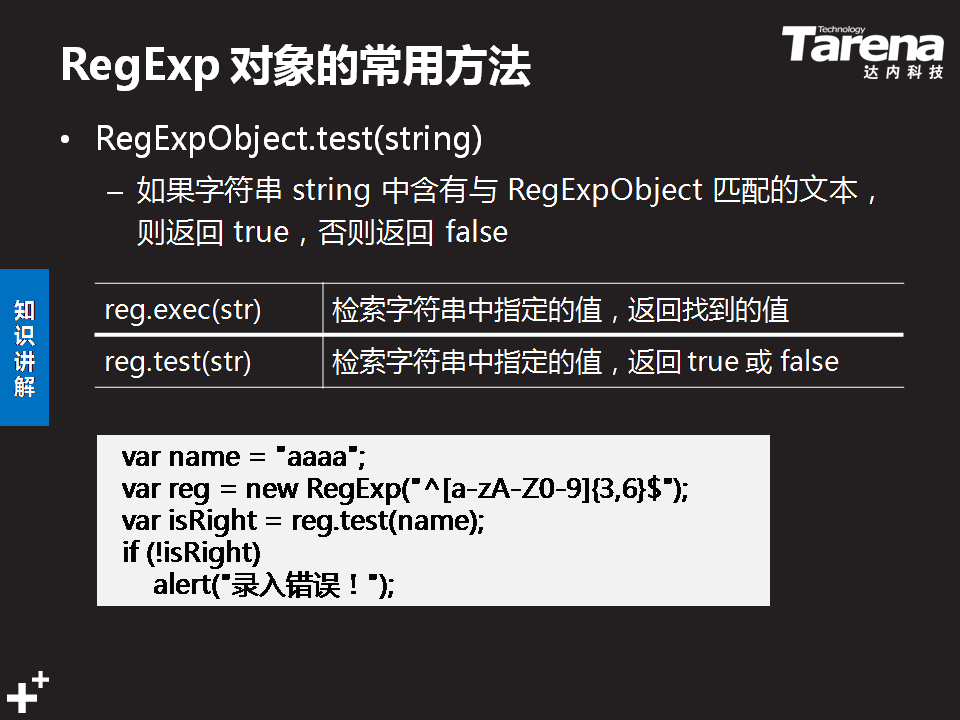 RegExp 对象的常用方法
Technology
Tarena
达内科技
• RegExpObject.test(string)
– 如果字符串 string 中含有与 RegExpObject 匹配的文本，
则返回 true，否则返回 false
知识讲解
reg.exec(str) 检索字符串中指定的值，返回找到的值
reg.test(str) 检索字符串中指定的值，返回 true 或 false
var name = "aaaa";
var reg = new RegExp("^[a-zA-Z0-9]{3,6}$");
var isRight = reg.test(name);
if (!isRight)
alert("录入错误！");